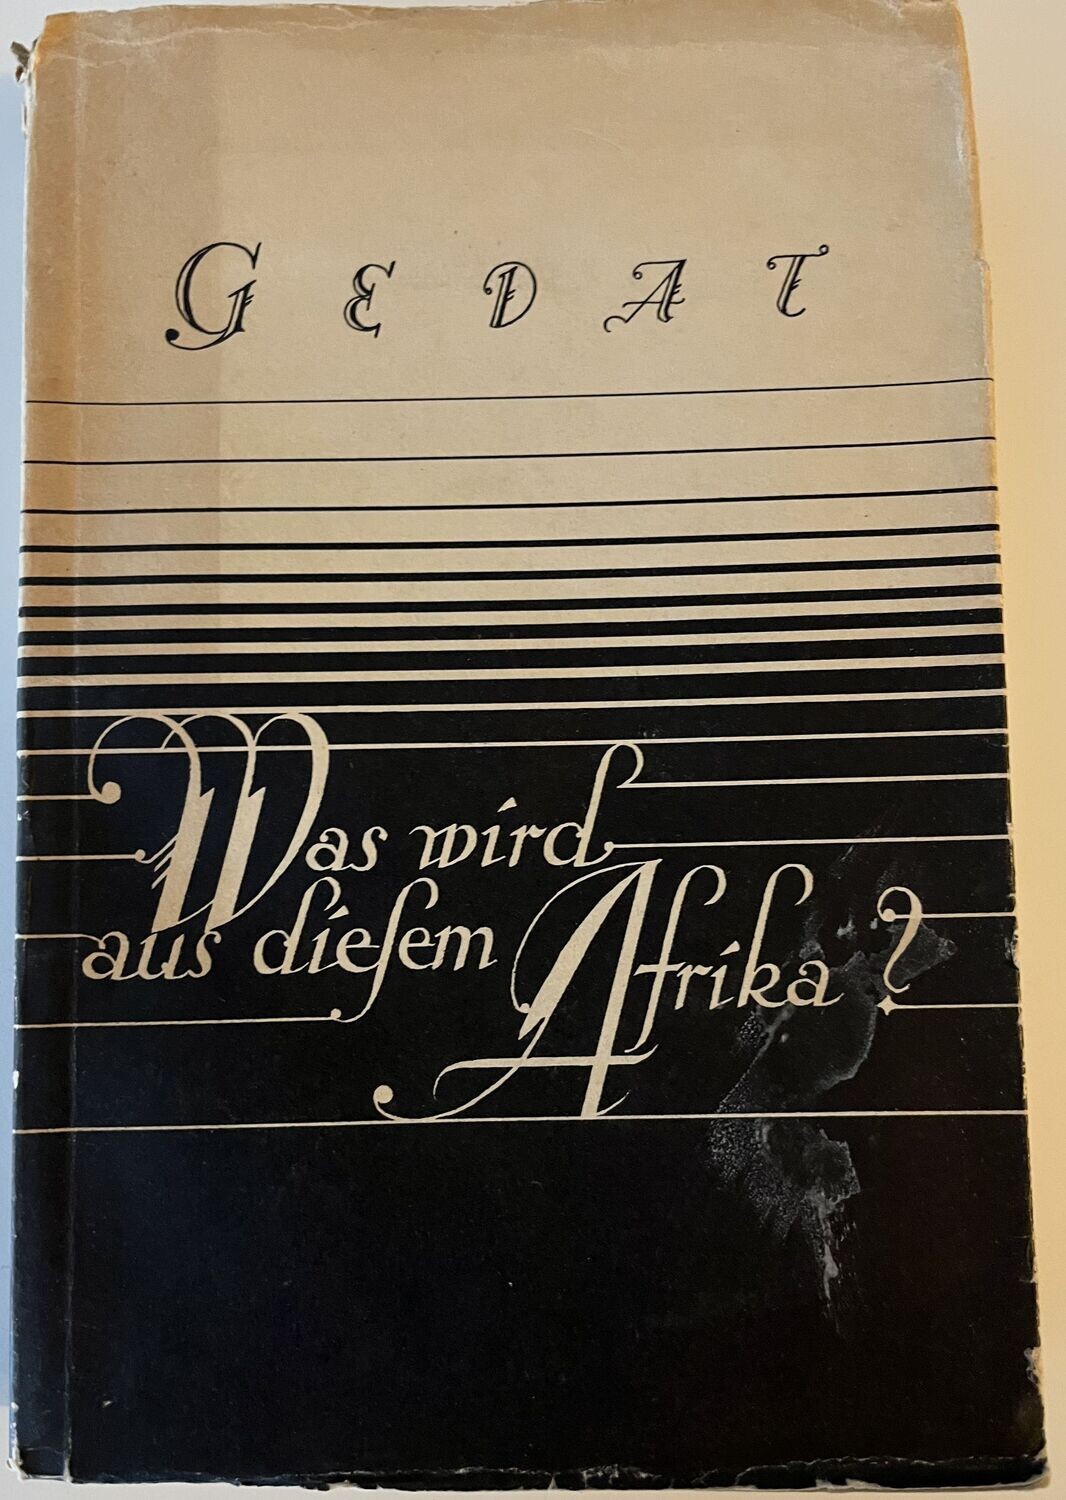 GEDAT
Was wird
aus dieſem Afrika?